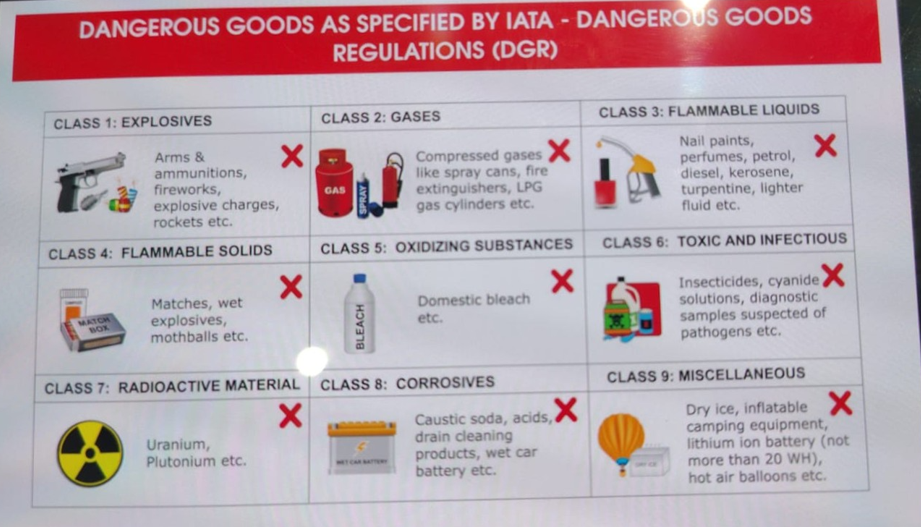 DANGEROUS GOODS AS SPECIFIED BY IATA - DANGEROUS GOODS
REGULATIONS (DGR)
CLASS 1: EXPLOSIVES
Arms &
ammunitions,
fireworks,
explosive charges,
rockets etc.
CLASS 2: GASES
GAS
SPRAY
Compressed gases
like spray cans, fire
extinguishers, LPG
gas cylinders etc.
CLASS 3: FLAMMABLE LIQUIDS
Nail paints,
perfumes, petrol,
diesel, kerosene,
turpentine, lighter
fluid etc.
CLASS 4: FLAMMABLE SOLIDS
MATCH
BOX
Matches, wet
explosives,
mothballs etc.
CLASS 5: OXIDIZING SUBSTANCES
BLEACH
Domestic bleach
etc.
CLASS 6: TOXIC AND INFECTIOUS
Insecticides, cyanide
solutions, diagnostic
samples suspected of
pathogens etc.
CLASS 7: RADIOACTIVE MATERIAL
Uranium,
Plutonium etc.
CLASS 8: CORROSIVES
WET CAR BATTERY
Caustic soda, acids,
drain cleaning
products, wet car
battery etc.
CLASS 9: MISCELLANEOUS
DRY ICE
Dry ice, inflatable
camping equipment,
lithium ion battery (not
more than 20 WH),
hot air balloons etc.